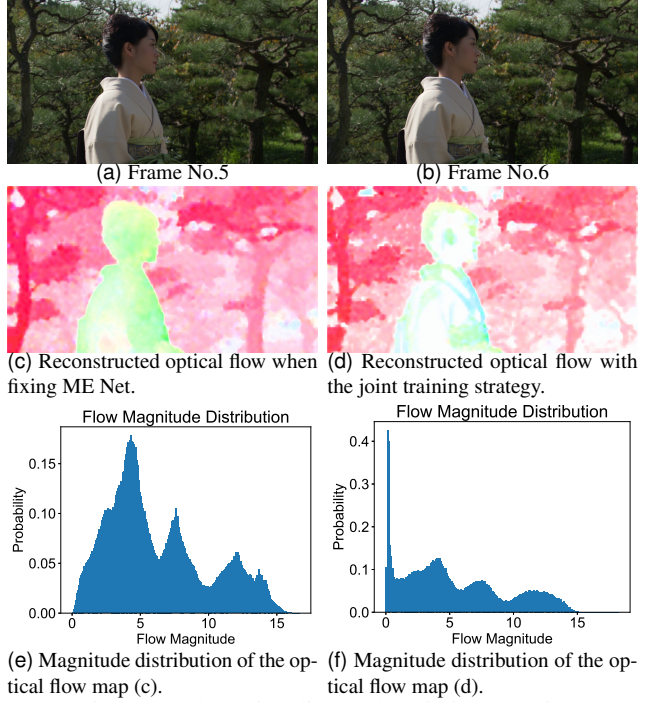 (a) Frame No.5
(b) Frame No.6
(c) Reconstructed optical flow when
fixing ME Net.
(d) Reconstructed optical flow with
the joint training strategy.
Flow Magnitude Distribution
Probability
0.15
0.10
0.05
0.00
0 5 10 15
Flow Magnitude
Flow Magnitude Distribution
Probability
0.4
0.3
0.2
0.1
0.0
0 5 10 15
Flow Magnitude
(e) Magnitude distribution of the op-
tical flow map (c).
(f) Magnitude distribution of the op-
tical flow map (d).